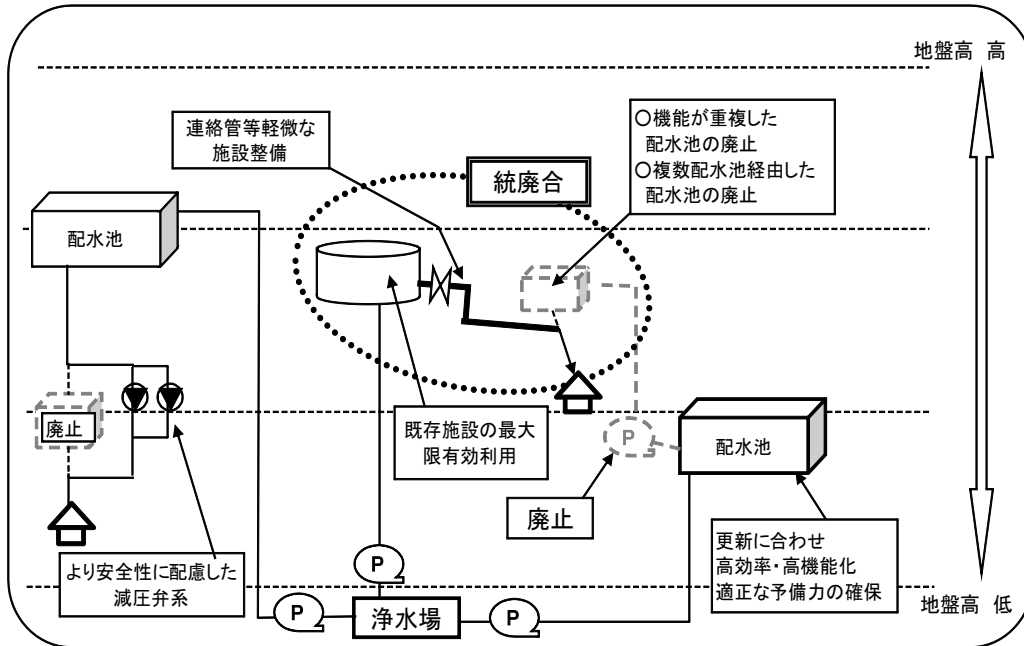 地盤高 高
連絡管等軽微な
施設整備
統廃合
○機能が重複した
配水池の廃止
○複数配水池経由した
配水池の廃止
配水池
廃止
既存施設の最大
限有効利用
P
配水池
廃止
より安全性に配慮した
減圧弁系
P
更新に合わせ
高効率・高機能化
適正な予備力の確保
P
浄水場
P
地盤高 低